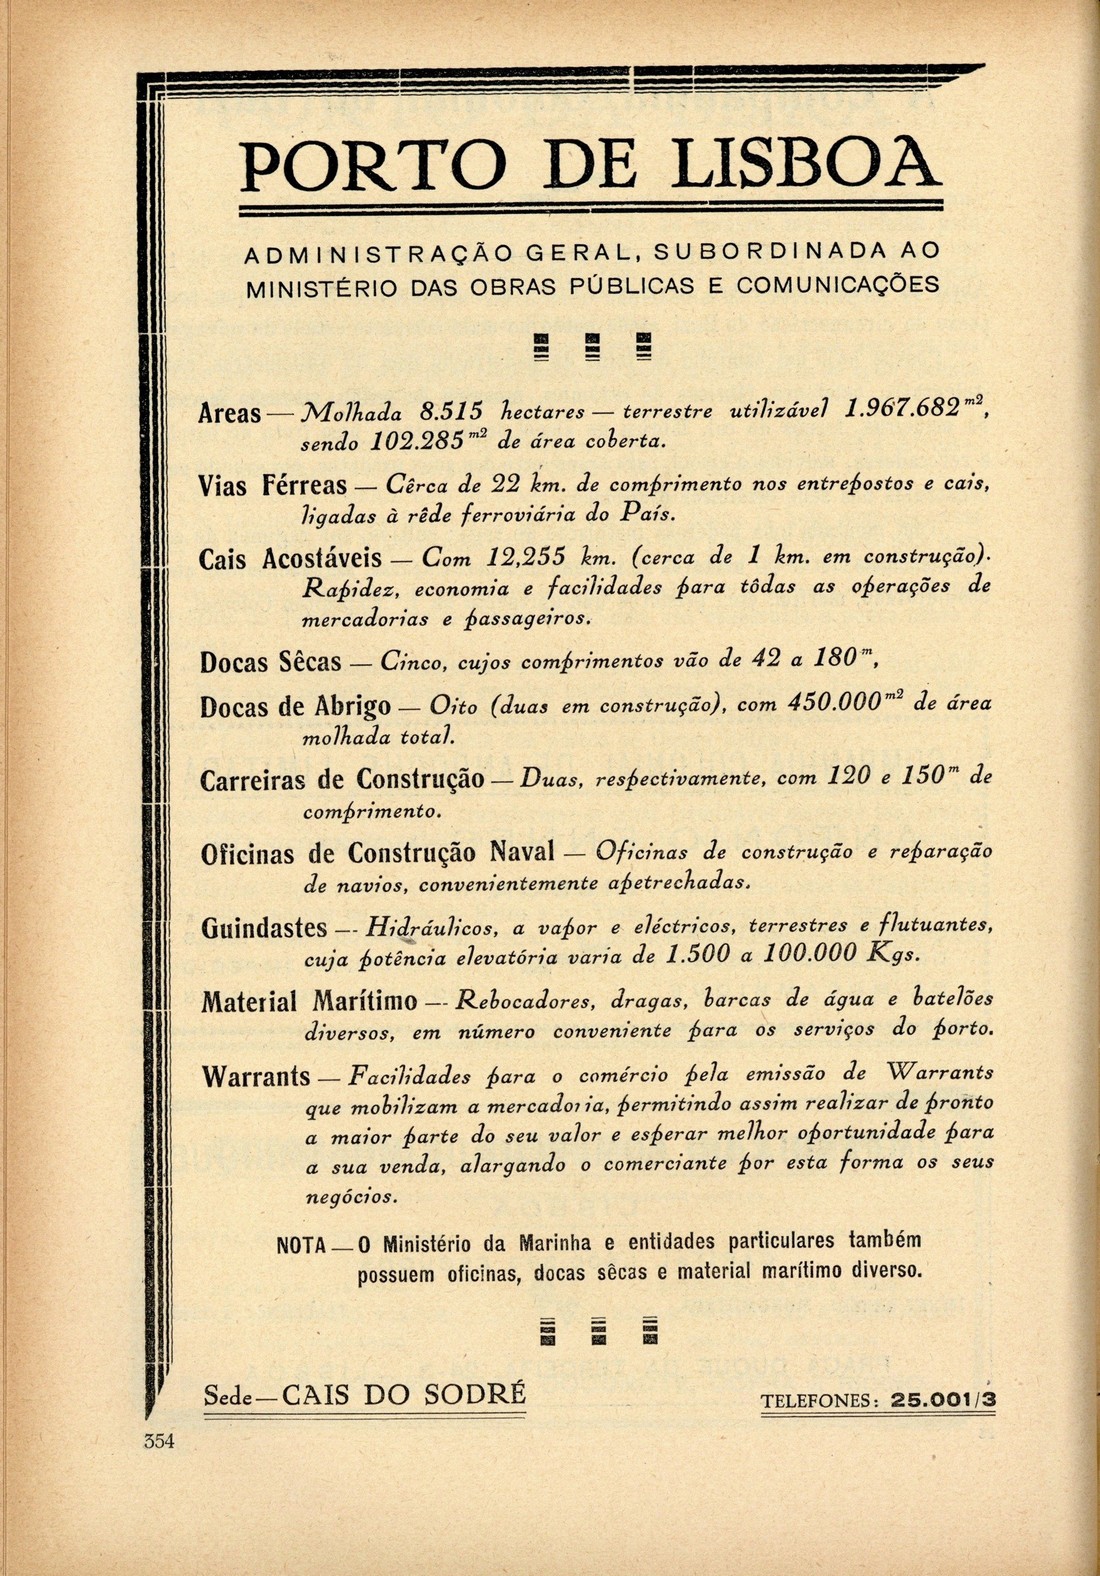 PORTO DE LISBOA
ADMINISTRAÇÃO GERAL, SUBORDINADA AO
MINISTÉRIO DAS OBRAS PÚBLICAS E COMUNICAÇÕES
Areas — Molhada 8.515 hectares — terrestre utilizável 1.967.682 m²,
sendo 102.285 m² de área coberta.
Vias Férreas — Cêrca de 22 km. de comprimento nos entrepostos e cais,
ligadas à rêde ferroviária do País.
Cais Acostáveis — Com 12,255 km. (cerca de 1 km. em construção).
Rapidez, economia e facilidades para tôdas as operações de
mercadorias e passageiros.
Docas Sêcas — Cinco, cujos comprimentos vão de 42 a 180 m,
Docas de Abrigo — Oito (duas em construção), com 450.000 m² de área
molhada total.
Carreiras de Construção — Duas, respectivamente, com 120 e 150 m de
comprimento.
Oficinas de Construção Naval — Oficinas de construção e reparação
de navios, convenientemente apetrechadas.
Guindastes — Hidráulicos, a vapor e eléctricos, terrestres e flutuantes,
cuja potência elevatória varia de 1.500 a 100.000 Kgs.
Material Marítimo — Rebocadores, dragas, barcas de água e batelões
diversos, em número conveniente para os serviços do porto.
Warrants — Facilidades para o comércio pela emissão de Warrants
que mobilizam a mercadoria, permitindo assim realizar de pronto
a maior parte do seu valor e esperar melhor oportunidade para
a sua venda, alargando o comerciante por esta forma os seus
negócios.
NOTA — O Ministério da Marinha e entidades particulares também
possuem oficinas, docas sêcas e material marítimo diverso.
Sede — CAIS DO SODRÉ
TELEFONES: 25.001/3
354